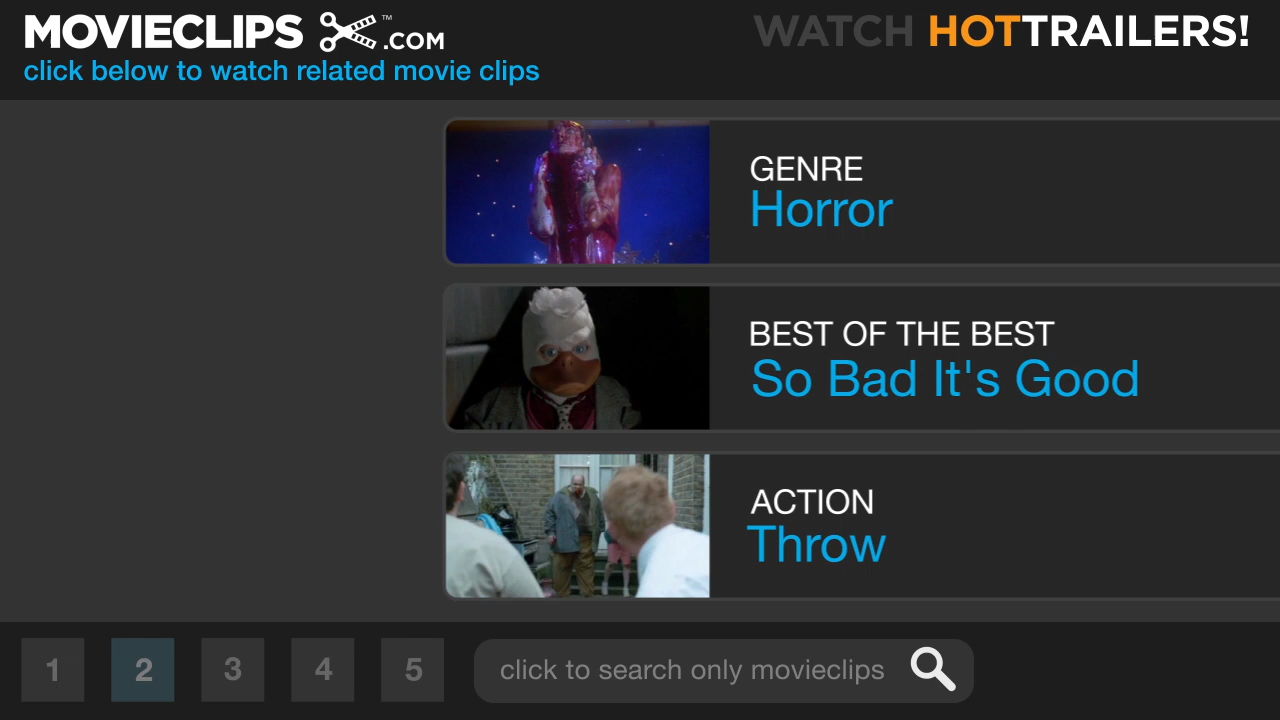 MOVIECLIPS ™ .COM
WATCH HOTTRAILERS!
click below to watch related movie clips
GENRE
Horror
BEST OF THE BEST
So Bad It's Good
ACTION
Throw
1 2 3 4 5
click to search only movieclips